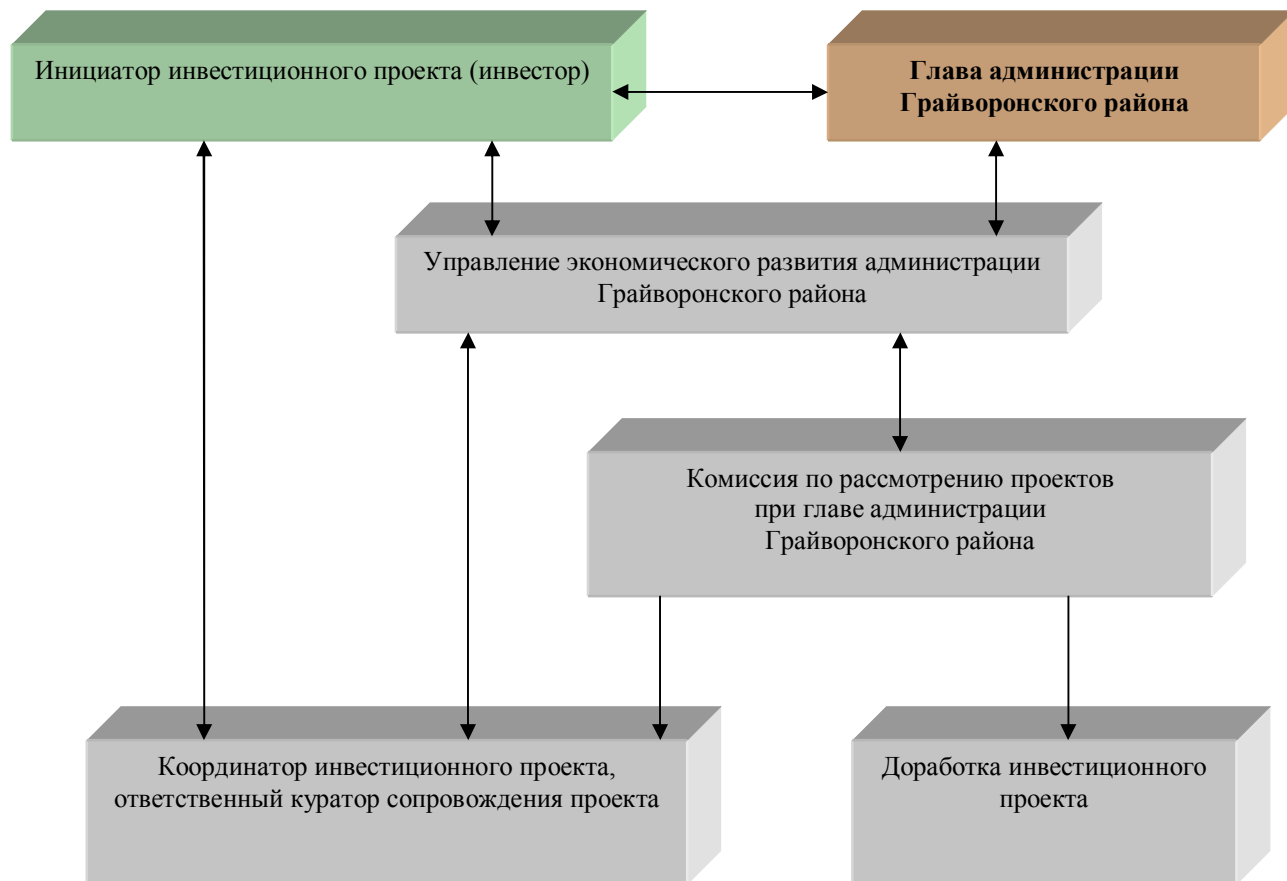 Инициатор инвестиционного проекта (инвестор)
Глава администрации
Грайворонского района
Управление экономического развития администрации
Грайворонского района
Комиссия по рассмотрению проектов
при главе администрации
Грайворонского района
Координатор инвестиционного проекта,
ответственный куратор сопровождения проекта
Доработка инвестиционного
проекта